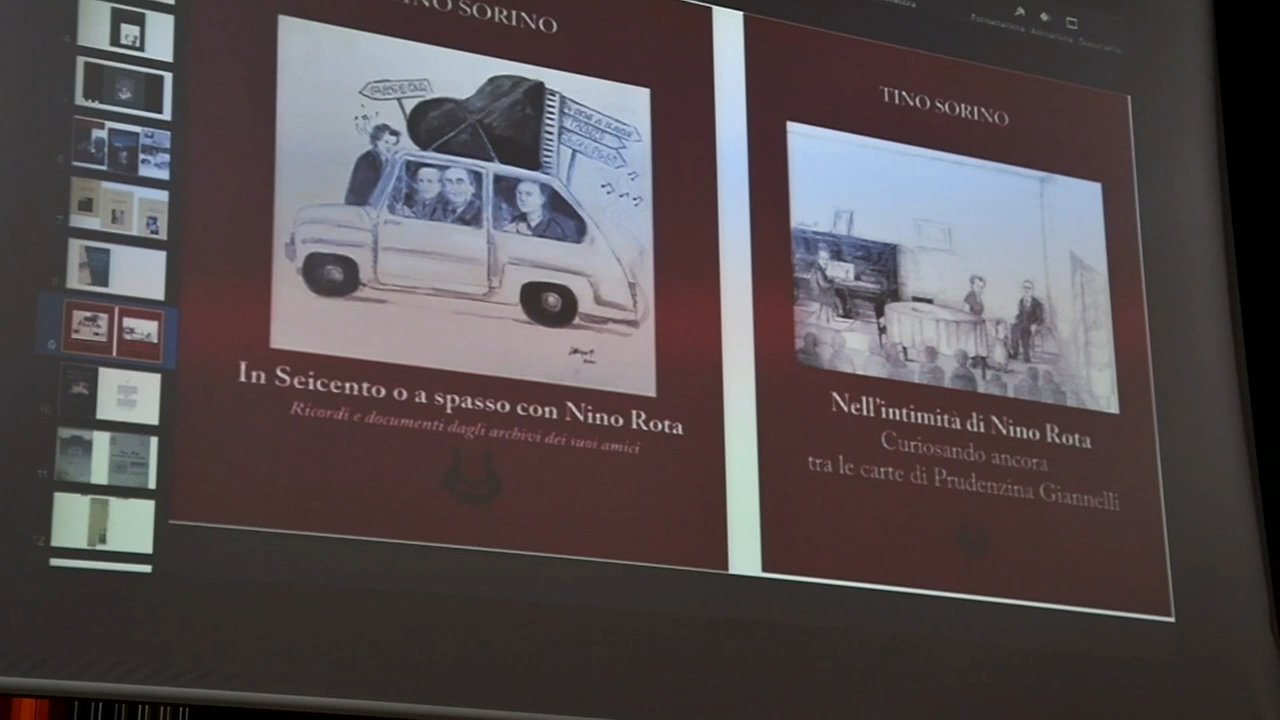 TINO SORINO
In Seicento o a spasso con Nino Rota
Ricordi e documenti dagli archivi dei suoi amici
TINO SORINO
Nell'intimità di Nino Rota
Curiosando ancora
tra le carte di Prudenzina Giannelli